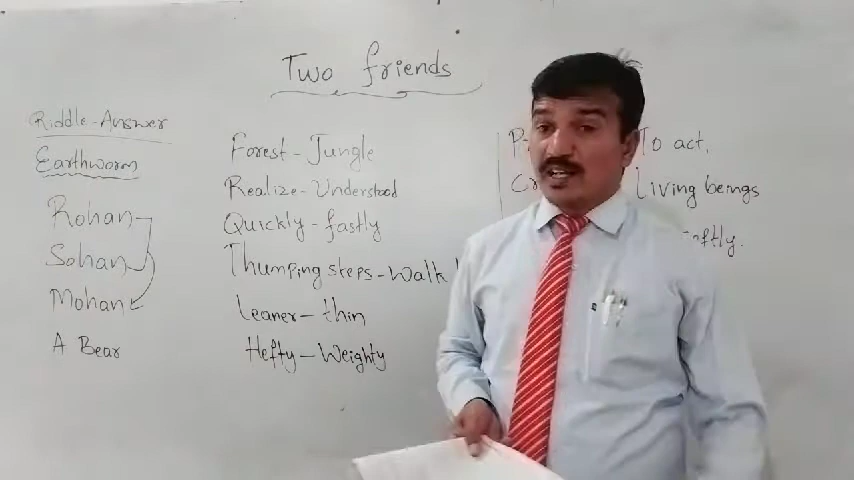 Two friends
Riddle-Answer
Earthworm
Rohan
Sohan
Mohan
A Bear
Forest - Jungle
Realize - Understood
Quickly - fastly
Thumping steps - Walk
Leaner - thin
Hefty - Weighty
To act,
Living beings